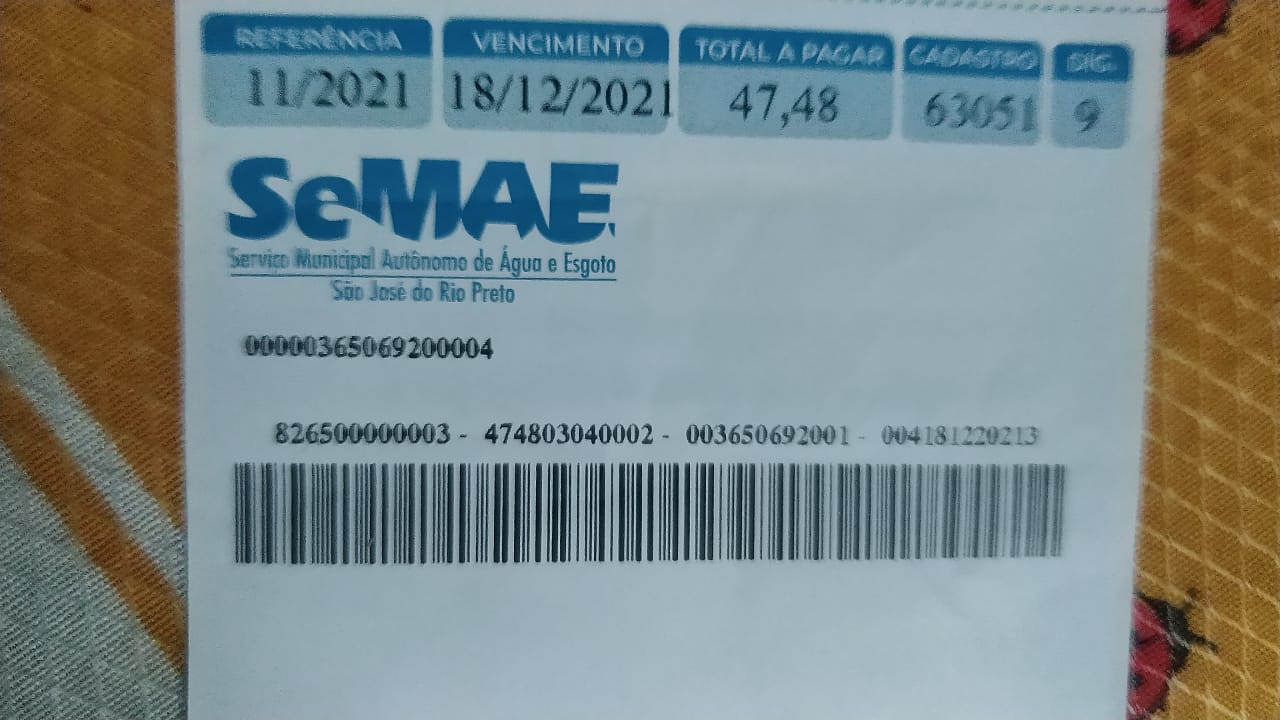 REFERÊNCIA VENCIMENTO TOTAL A PAGAR CADASTRO DÍG.
11/2021 18/12/2021 47,48 63051 9
SeMAE
Serviço Municipal Autônomo de Água e Esgoto
São José do Rio Preto
00000365069200004
826500000003 - 474803040002 - 003650692001 - 004181220213